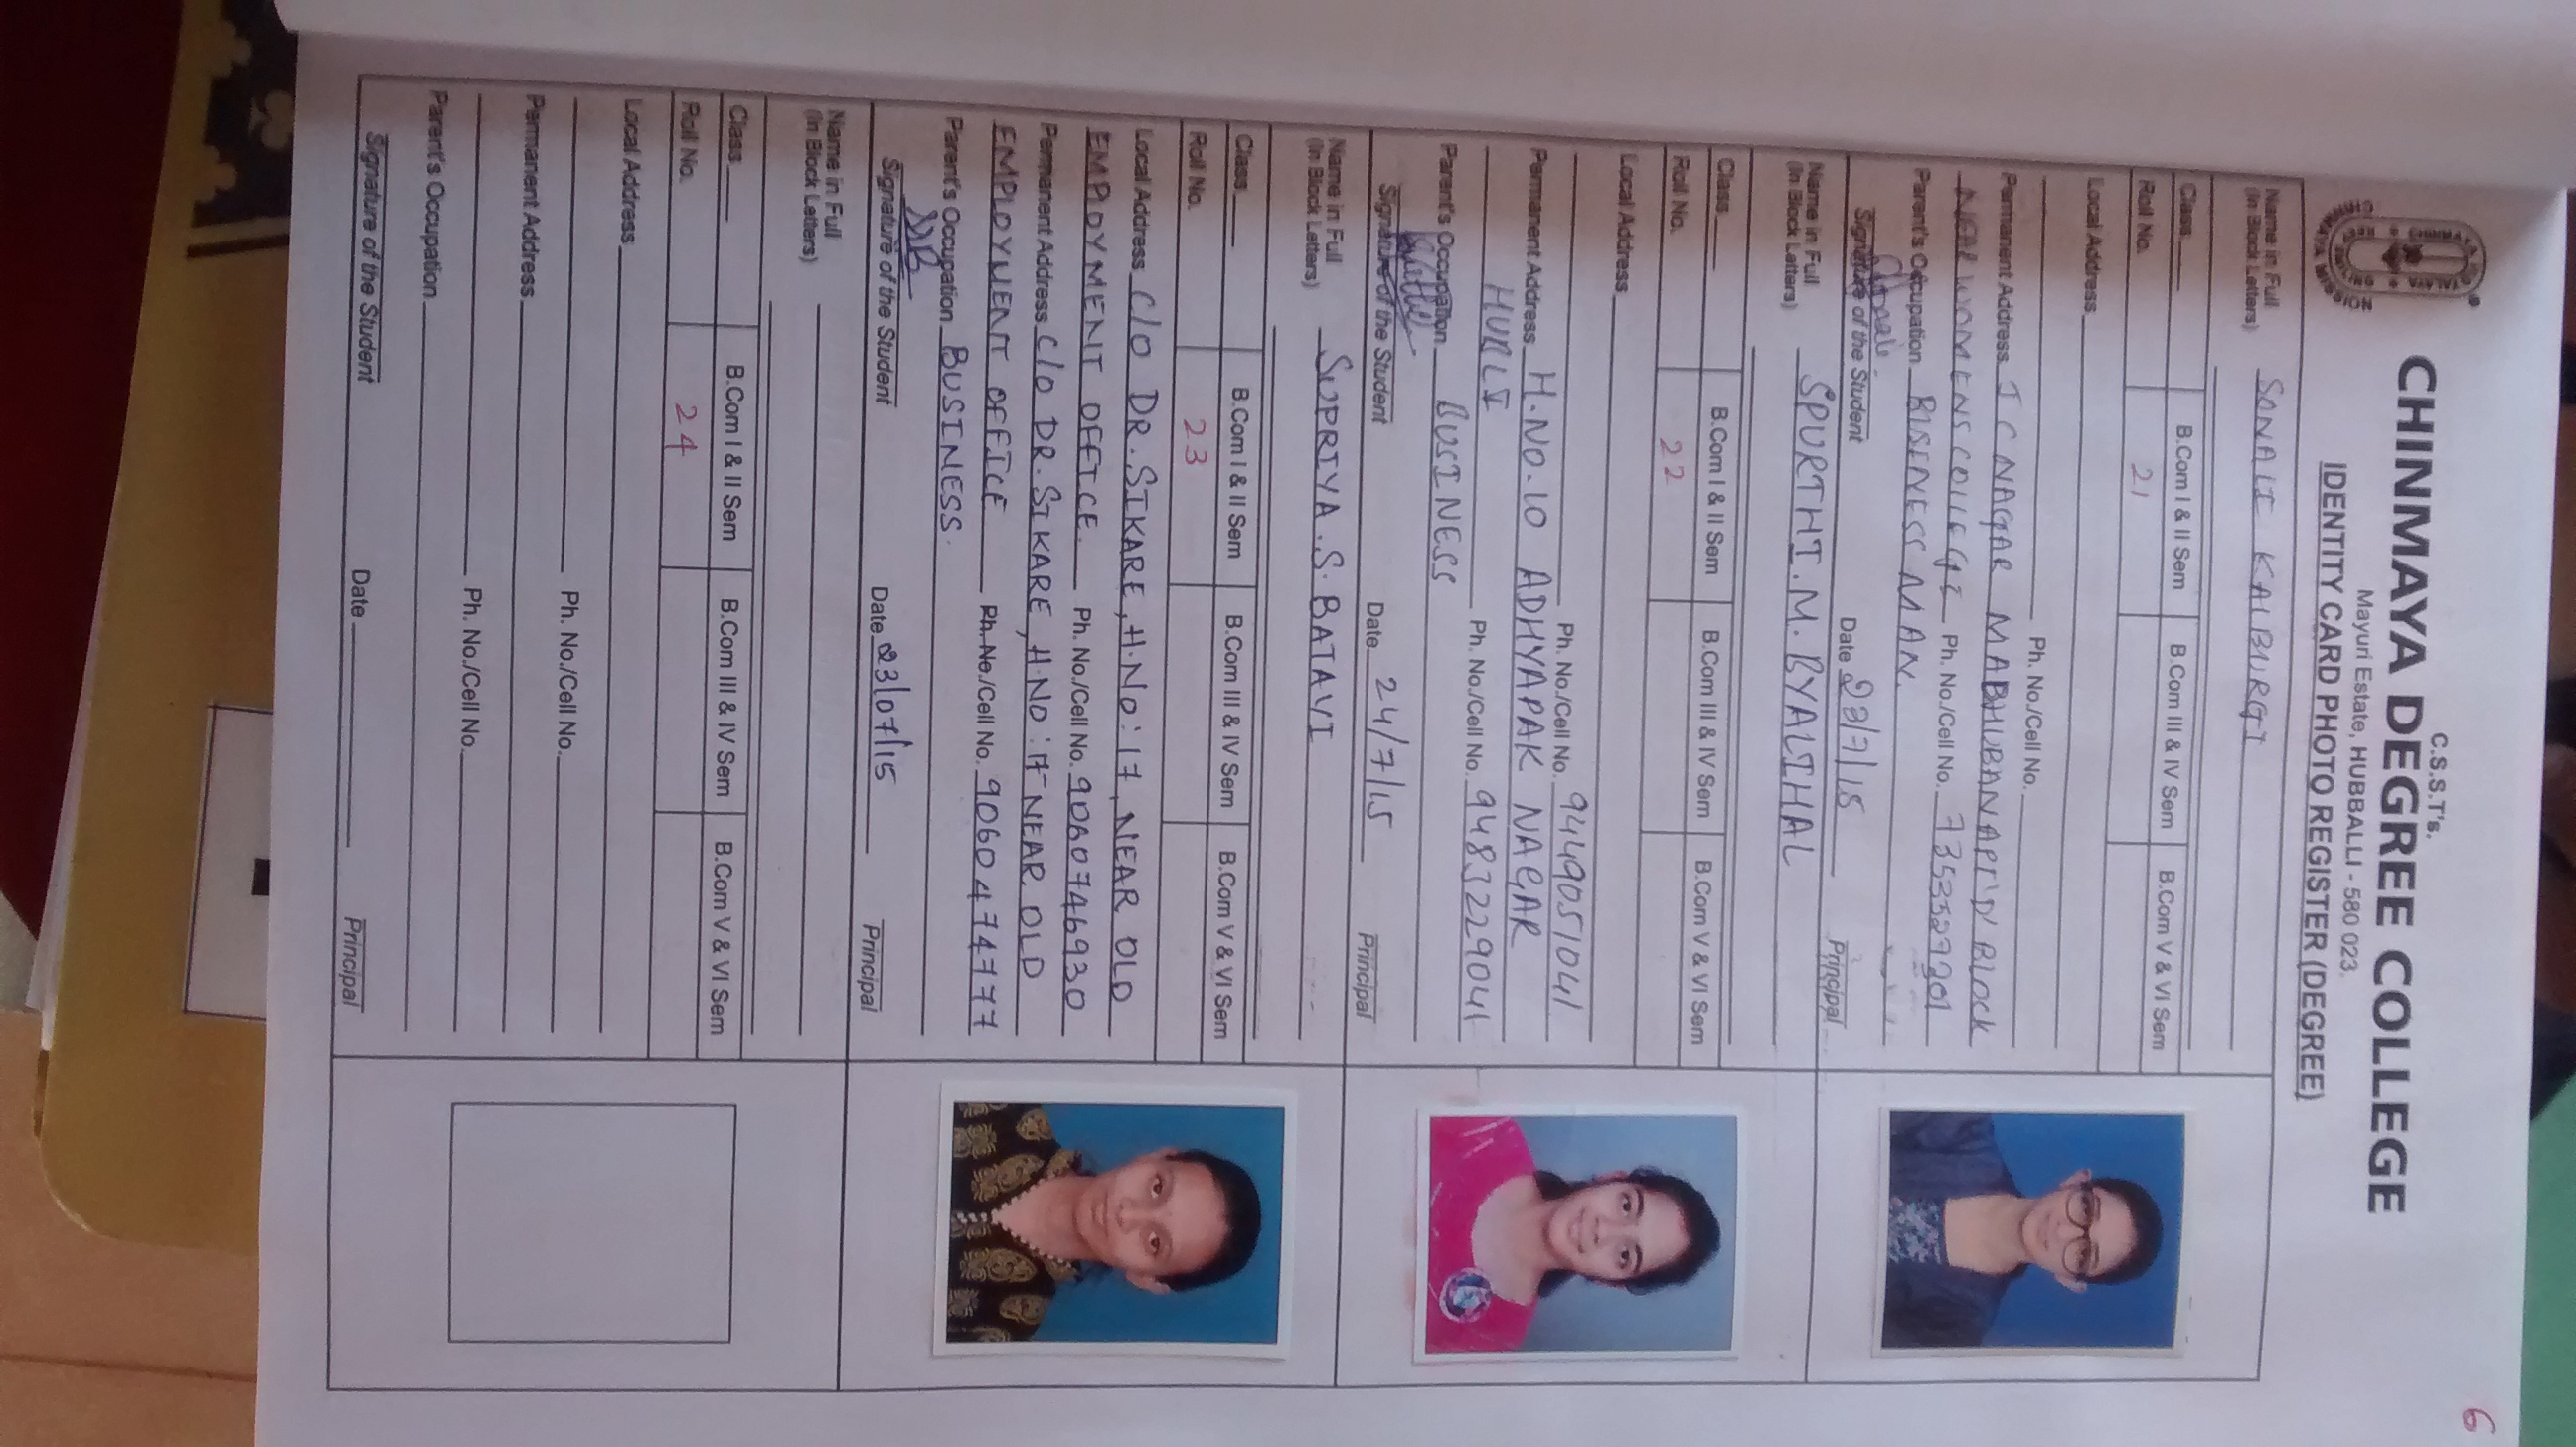 6
C.S.S.T's.
CHINMAYA DEGREE COLLEGE
Mayuri Estate, HUBBALLI - 580 023.
IDENTITY CARD PHOTO REGISTER (DEGREE)
Name in Full SONALI KALBURGI
(In Block Letters)
Class B.Com I & II Sem B.Com III & IV Sem B.Com V & VI Sem
Roll No. 21
Local Address
Ph. No./Cell No.
Permanent Address J C NAGAR MABHUBANAPI 'D' BLOCK
NEAR WOMENS COLLEGE Ph. No./Cell No.
Parent's Occupation BISENESS MAN.
Signature of the Student Date 23/7/15 Principal
Name in Full SPURTHI.M.BYALIHAL
(In Block Letters)
Class B.Com I & II Sem B.Com III & IV Sem B.Com V & VI Sem
Roll No. 22
Local Address
Ph. No./Cell No. 9449051041
Permanent Address H.NO.10 ADHYAPAK NAGAR
HUBLI Ph. No./Cell No. 9483229041
Parent's Occupation BUSINESS
Signature of the Student Date 24/7/15 Principal
Name in Full SUPRIYA.S.BATAVI
(In Block Letters)
Class B.Com I & II Sem B.Com III & IV Sem B.Com V & VI Sem
Roll No. 23
Local Address C/O DR.SIKARE, H.NO:17, NEAR OLD
EMPLOYMENT OFFICE. Ph. No./Cell No. 9060746930
Permanent Address C/O DR.SIKARE, H.NO:17 NEAR OLD
EMPLOYMENT OFFICE Ph. No./Cell No. 9060474777
Parent's Occupation BUSINESS.
Signature of the Student Date 23/07/15 Principal
Name in Full
(In Block Letters)
Class B.Com I & II Sem B.Com III & IV Sem B.Com V & VI Sem
Roll No. 24
Local Address
Ph. No./Cell No.
Permanent Address
Ph. No./Cell No.
Parent's Occupation
Signature of the Student Date Principal